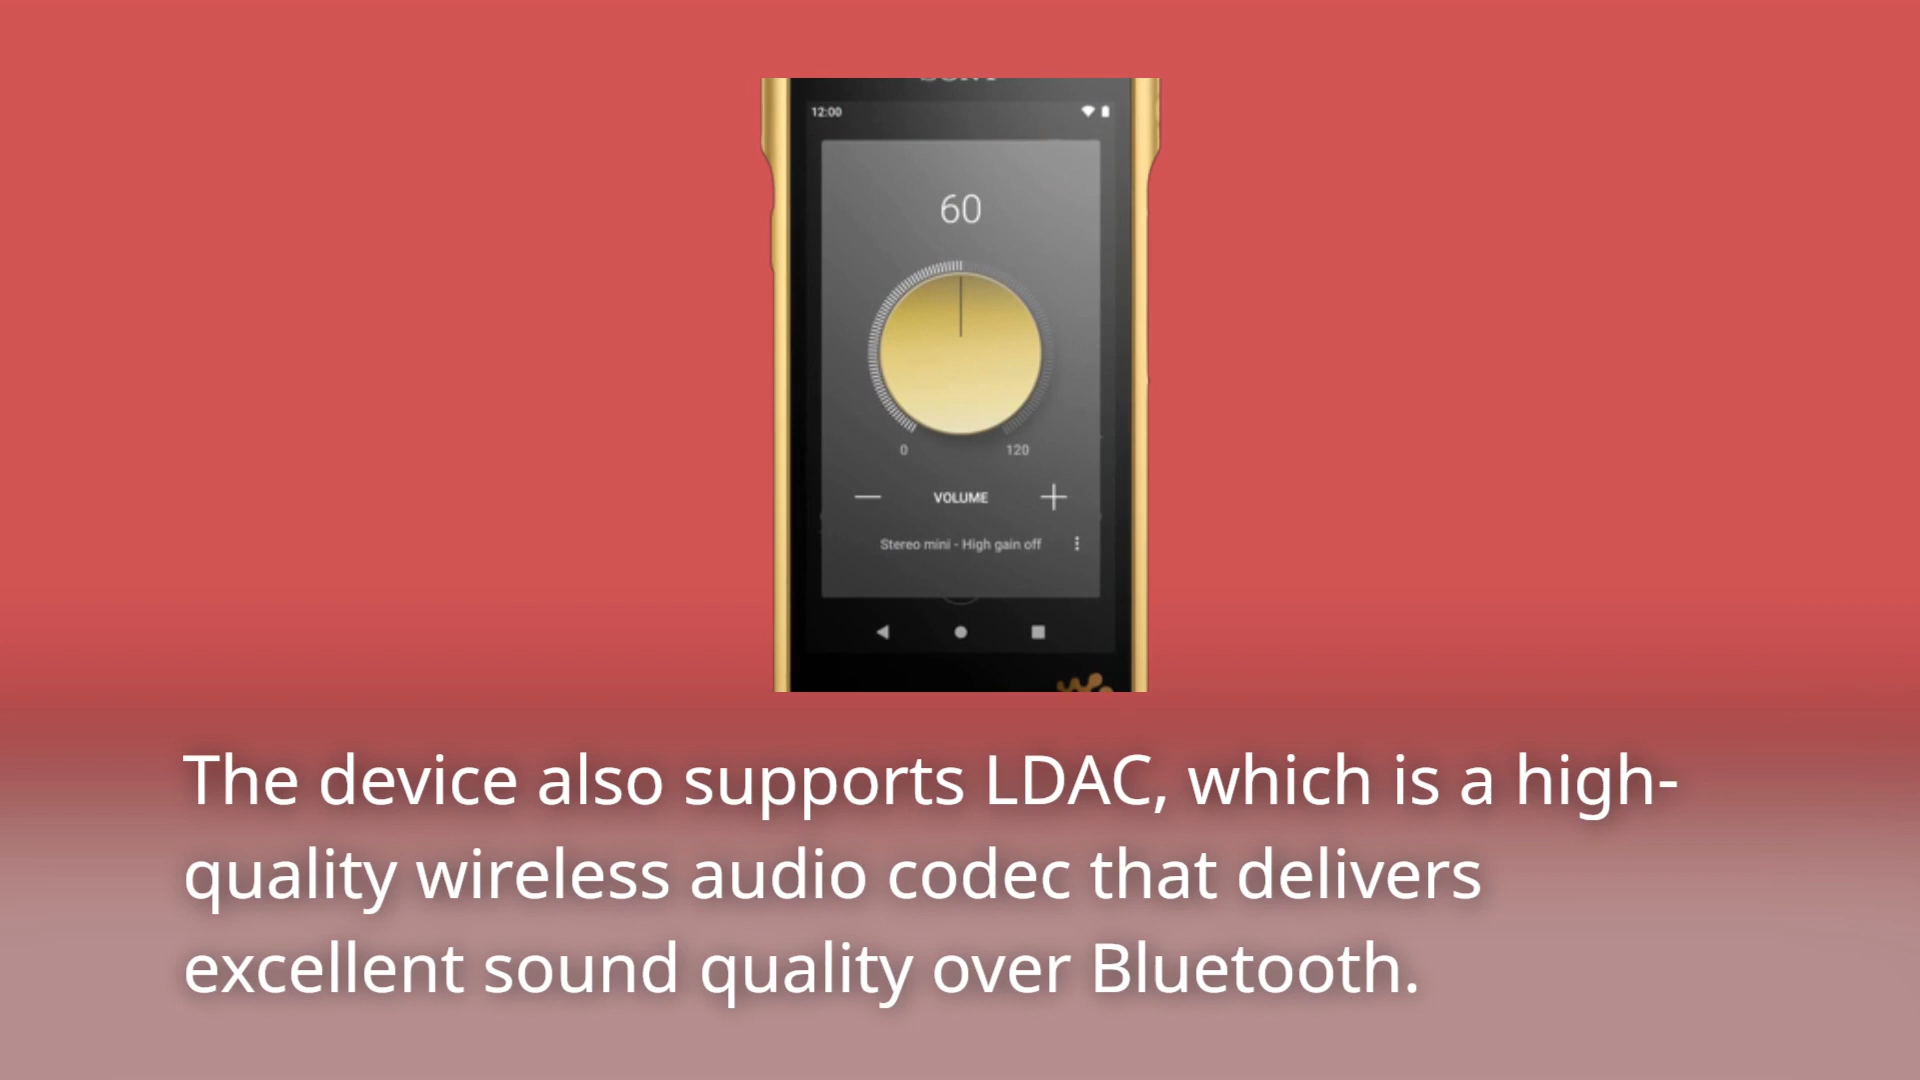 SONY
12:00
60
0 120
VOLUME
Stereo mini - High gain off
The device also supports LDAC, which is a high-
quality wireless audio codec that delivers
excellent sound quality over Bluetooth.